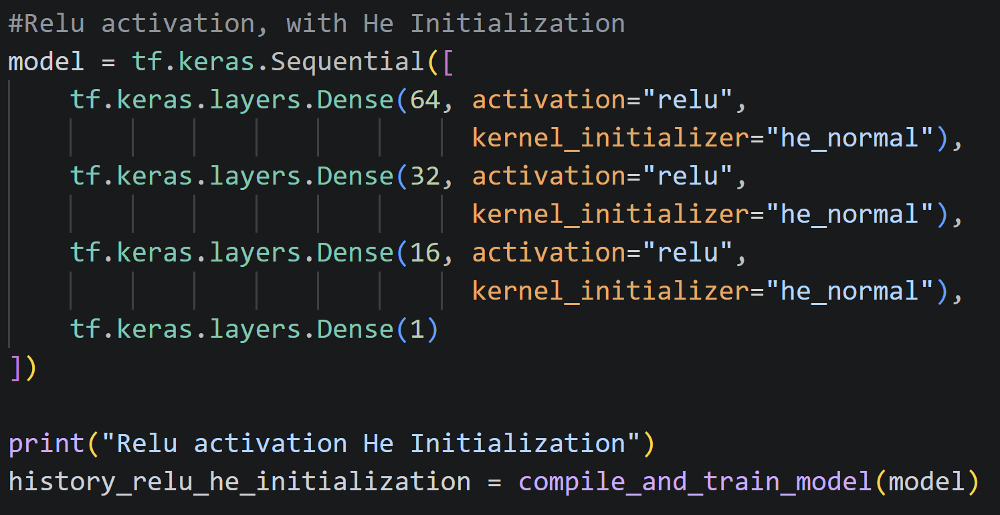 #Relu activation, with He Initialization
model = tf.keras.Sequential([
    tf.keras.layers.Dense(64, activation="relu",
                              kernel_initializer="he_normal"),
    tf.keras.layers.Dense(32, activation="relu",
                              kernel_initializer="he_normal"),
    tf.keras.layers.Dense(16, activation="relu",
                              kernel_initializer="he_normal"),
    tf.keras.layers.Dense(1)
])

print("Relu activation He Initialization")
history_relu_he_initialization = compile_and_train_model(model)